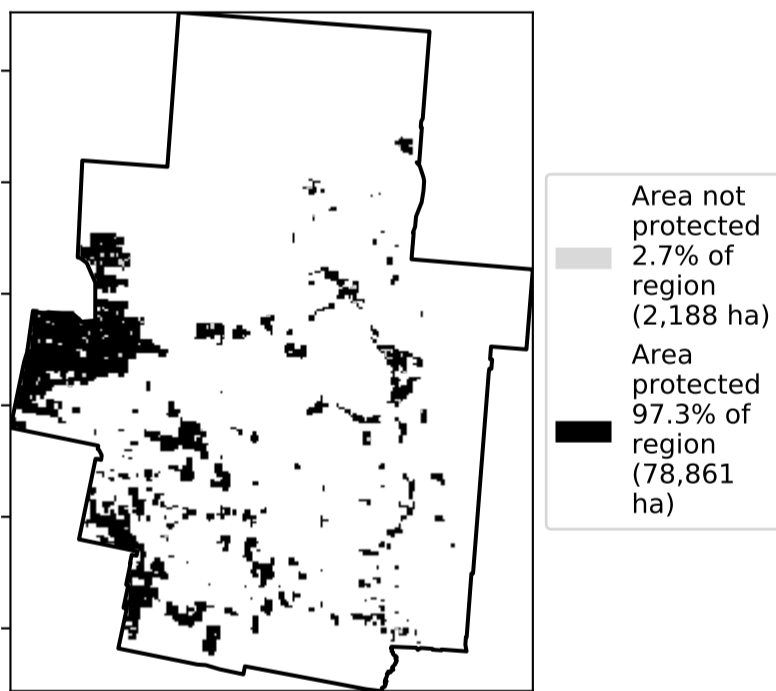 Area not
protected
2.7% of
region
(2,188 ha)
Area
protected
97.3% of
region
(78,861
ha)